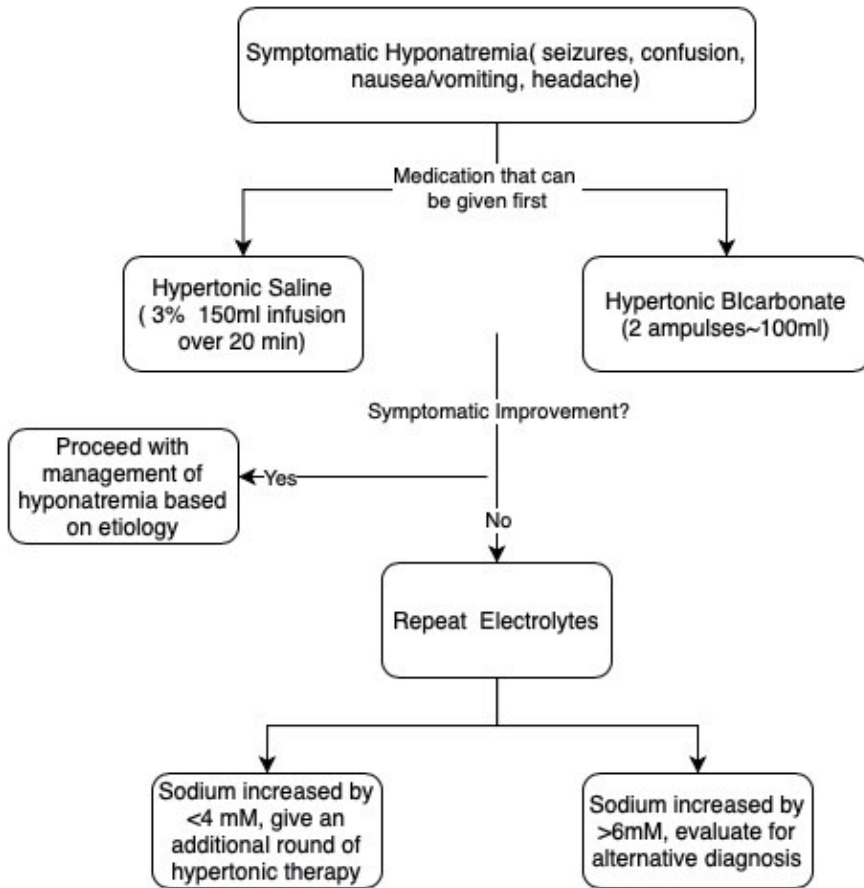 Symptomatic Hyponatremia( seizures, confusion,
nausea/vomiting, headache)
Medication that can
be given first
Hypertonic Saline
( 3% 150ml infusion
over 20 min)
Hypertonic BIcarbonate
(2 ampulses~100ml)
Symptomatic Improvement?
Proceed with
management of
hyponatremia based
on etiology
Yes
No
Repeat Electrolytes
Sodium increased by
<4 mM, give an
additional round of
hypertonic therapy
Sodium increased by
>6mM, evaluate for
alternative diagnosis